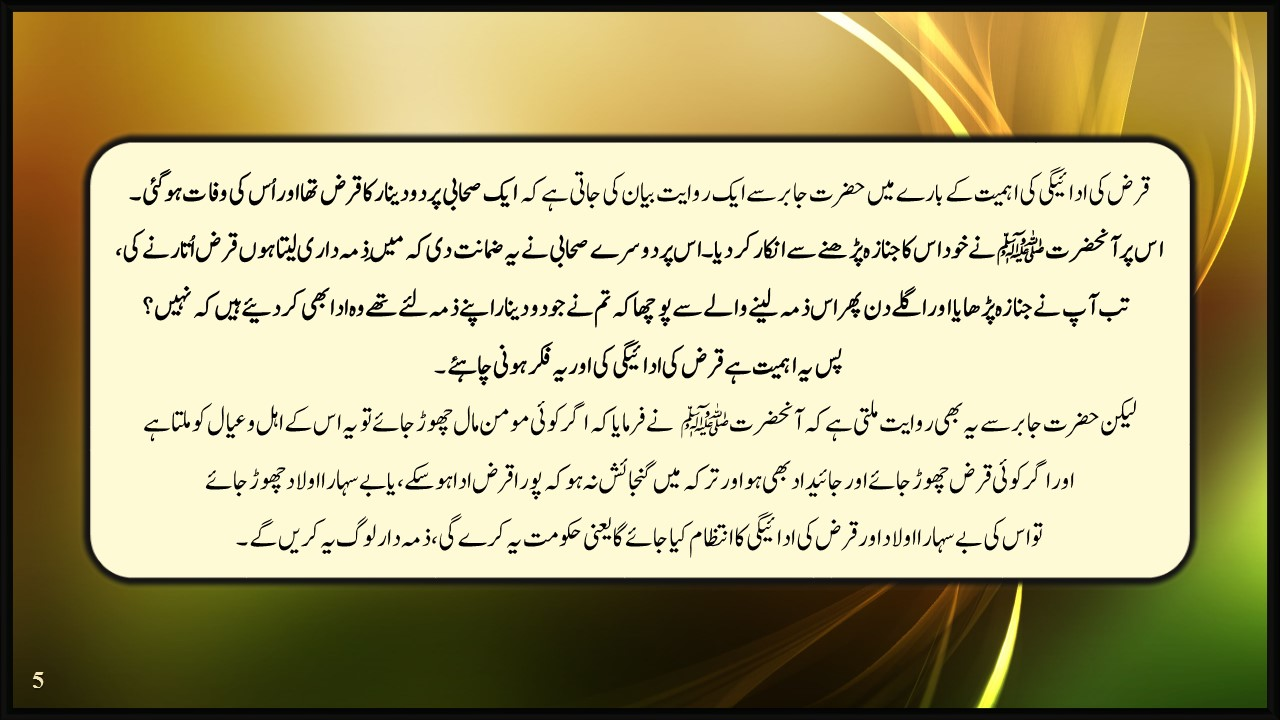 قرض کی ادائیگی کی اہمیت کے بارے میں حضرت جابر سے ایک روایت بیان کی جاتی ہے کہ ایک صحابی پر دو دینار کا قرض تھا اور اُس کی وفات ہو گئی۔
اس پر آنحضرت ﷺ نے خود اس کا جنازہ پڑھنے سے انکار کر دیا۔اس پر دوسرے صحابی نے یہ ضمانت دی کہ میں ذمہ داری لیتا ہوں قرض اُتارنے کی،
تب آپ نے جنازہ پڑھایا اور اگلے دن پھر اس ذمہ لینے والے سے پوچھا کہ تم نے جو دو دینار اپنے ذمہ لئے تھے وہ ادا بھی کر دیئے ہیں کہ نہیں؟
پس یہ اہمیت ہے قرض کی ادائیگی کی اور یہ فکر ہونی چاہئے۔
لیکن حضرت جابر سے یہ بھی روایت ملتی ہے کہ آنحضرت ﷺ نے فرمایا کہ اگر کوئی مومن مال چھوڑ جائے تو یہ اس کے اہل و عیال کو ملتا ہے
اور اگر کوئی قرض چھوڑ جائے اور جائیداد بھی ہو اور ترکہ میں گنجائش نہ ہو کہ پورا قرض ادا ہو سکے، یا بے سہارا اولاد چھوڑ جائے
تو اس کی بے سہارا اولاد اور قرض کی ادائیگی کا انتظام کیا جائے گا یعنی حکومت یہ کرے گی، ذمہ دار لوگ یہ کریں گے۔
5